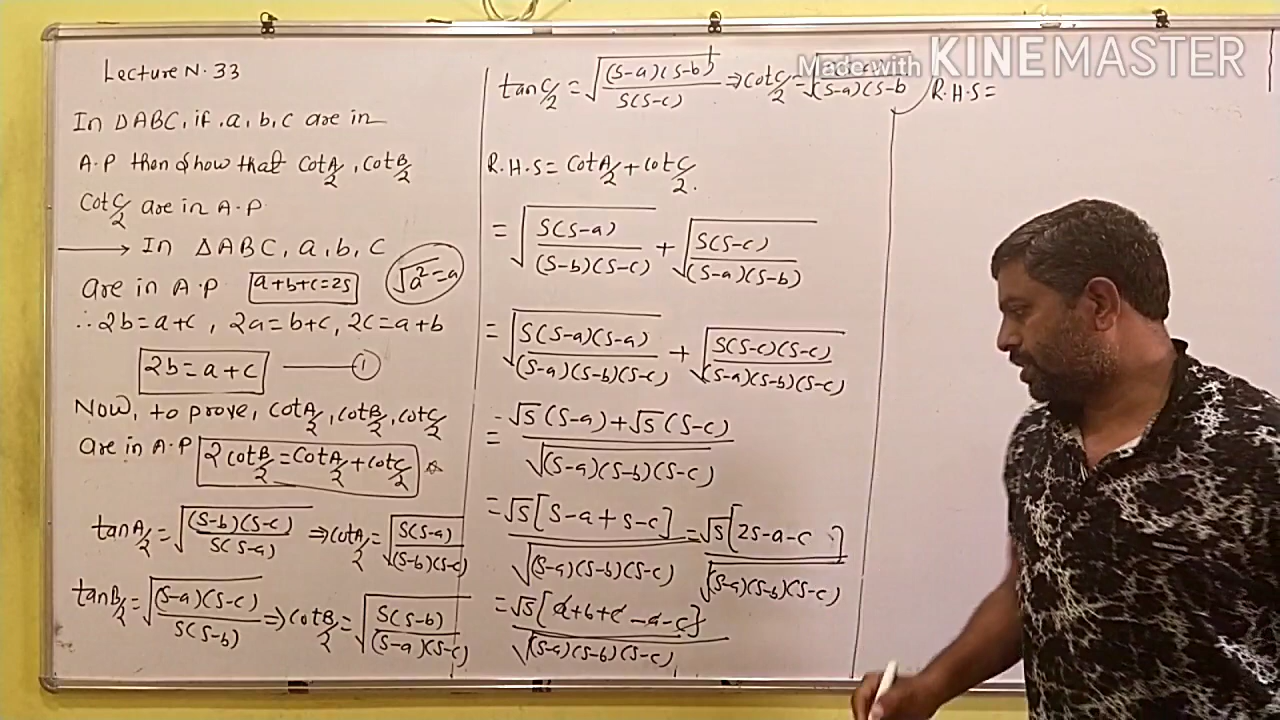 Lecture N. 33
In ΔABC, if, a, b, c are in
A.P then show that Cot A/2, Cot B/2
Cot C/2 are in A.P
→ In ΔABC, a, b, c
are in A.P a+b+c=2s √a²=a
∴ 2b=a+c, 2a=b+c, 2c=a+b
2b=a+c ——①
Now, to prove, Cot A/2, Cot B/2, Cot C/2
are in A.P 2 Cot B/2 = Cot A/2 + Cot C/2
tan A/2 = √((s-b)(s-c)/s(s-a)) ⇒ Cot A/2 = √(s(s-a)/(s-b)(s-c))
tan B/2 = √((s-a)(s-c)/s(s-b)) ⇒ Cot B/2 = √(s(s-b)/(s-a)(s-c))
tan C/2 = √((s-a)(s-b)/s(s-c)) ⇒ Cot C/2 = √(/(s-a)(s-b)
R.H.S = Cot A/2 + Cot C/2.
= √(s(s-a)/(s-b)(s-c)) + √(s(s-c)/(s-a)(s-b))
= √(s(s-a)(s-a)/(s-a)(s-b)(s-c)) + √(s(s-c)(s-c)/(s-a)(s-b)(s-c))
= √s(s-a)+√s(s-c)/√(s-a)(s-b)(s-c)
= √s[s-a+s-c]/√(s-a)(s-b)(s-c) = √s[2s-a-c]/√(s-a)(s-b)(s-c)
= √s[a+b+c-a-c]/√(s-a)(s-b)(s-c)
R.H.S =
Made with KINEMASTER